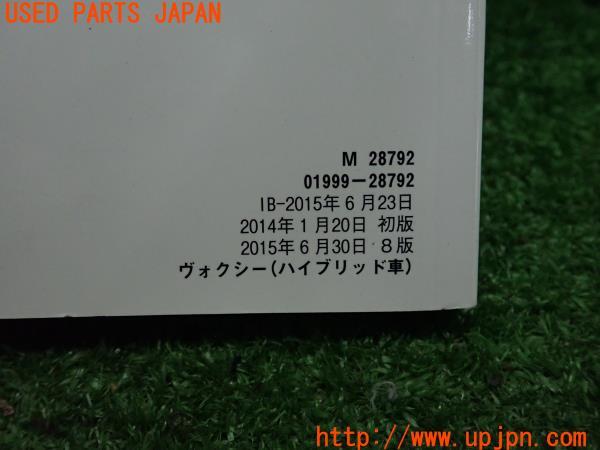 USED PARTS JAPAN
M 28792
01999-28792
IB-2015年6月23日
2014年1月20日 初版
2015年6月30日 8版
ヴォクシー(ハイブリッド車)
http://www.upjpn.com/